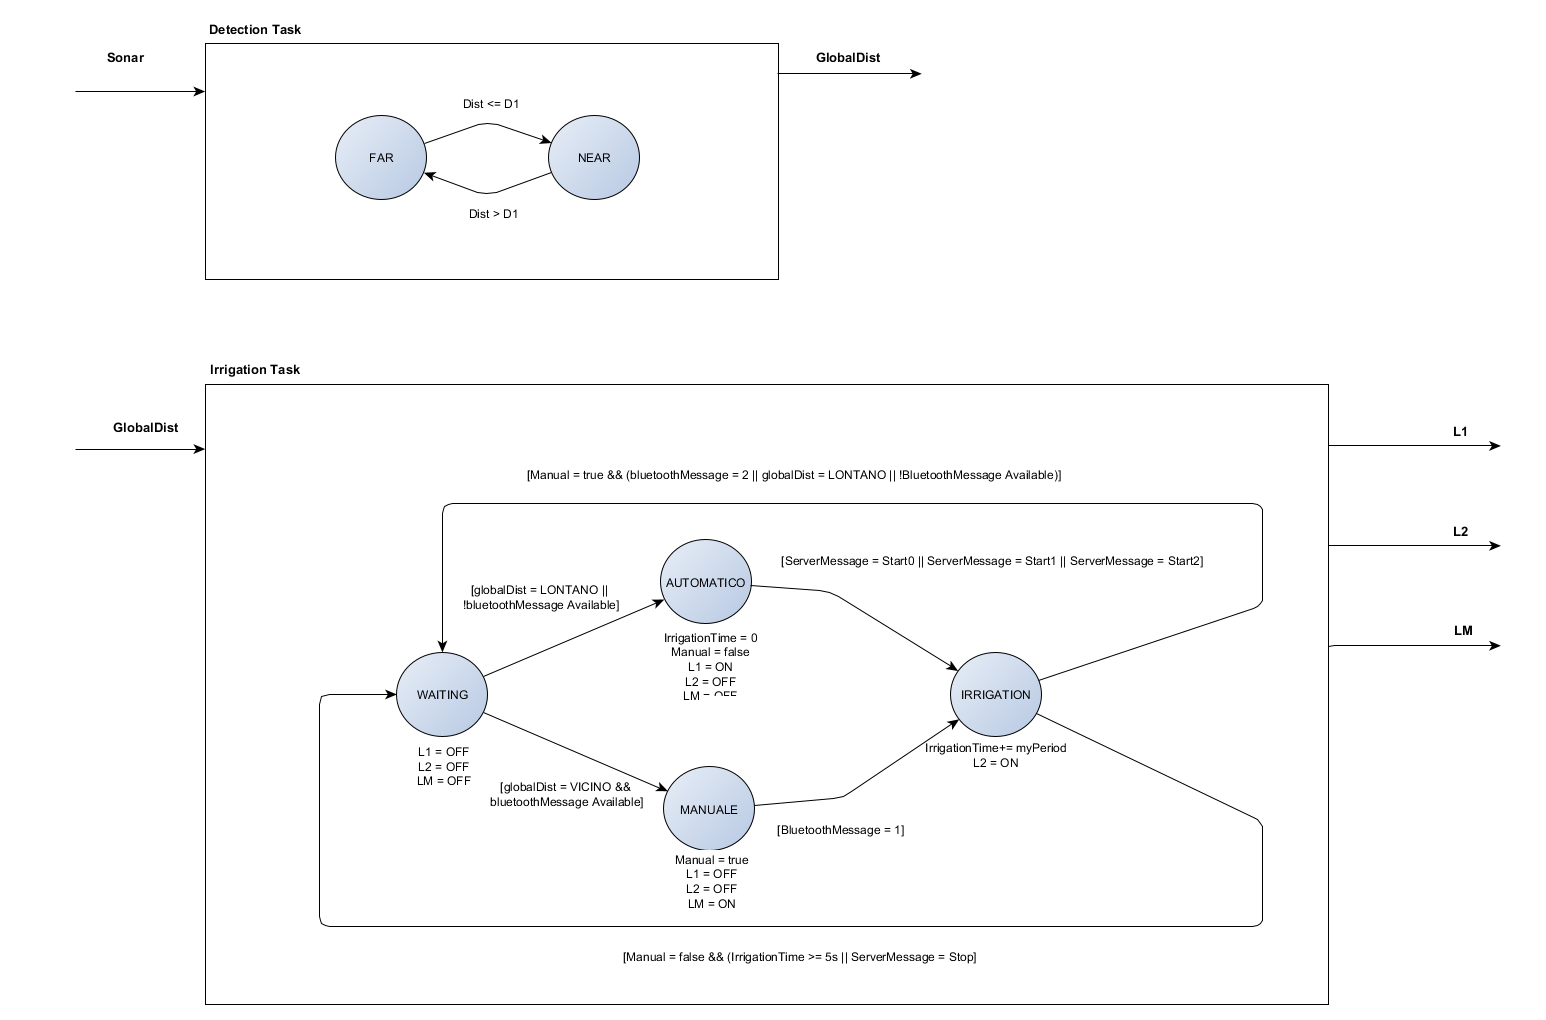 Detection Task
Sonar
GlobalDist
Dist <= D1
FAR
NEAR
Dist > D1
Irrigation Task
GlobalDist
L1
[Manual = true && (bluetoothMessage = 2 || globalDist = LONTANO || !BluetoothMessage Available)]
L2
[ServerMessage = Start0 || ServerMessage = Start1 || ServerMessage = Start2]
AUTOMATICO
[globalDist = LONTANO ||
!bluetoothMessage Available]
LM
IrrigationTime = 0
Manual = false
L1 = ON
L2 = OFF
LM = OFF
WAITING
IRRIGATION
L1 = OFF
L2 = OFF
LM = OFF
IrrigationTime+= myPeriod
L2 = ON
[globalDist = VICINO &&
bluetoothMessage Available]
MANUALE
[BluetoothMessage = 1]
Manual = true
L1 = OFF
L2 = OFF
LM = ON
[Manual = false && (IrrigationTime >= 5s || ServerMessage = Stop]